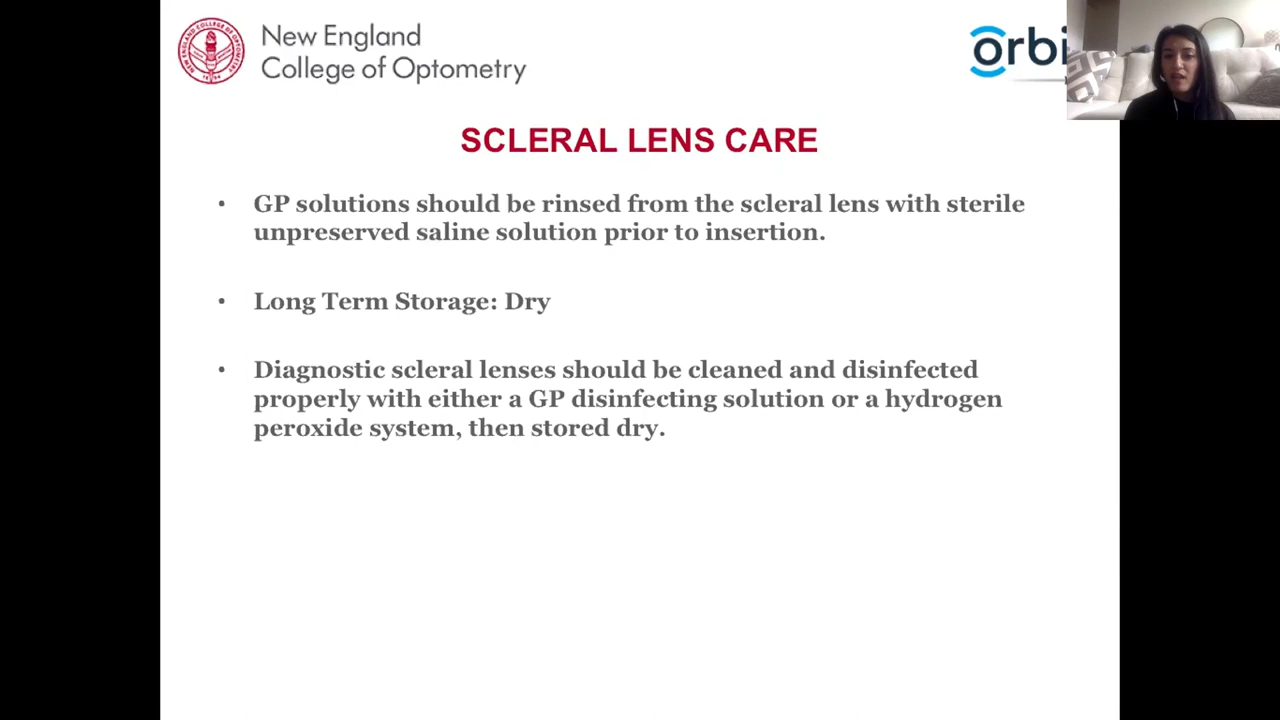 New England
College of Optometry
SCLERAL LENS CARE
• GP solutions should be rinsed from the scleral lens with sterile
unpreserved saline solution prior to insertion.
• Long Term Storage: Dry
• Diagnostic scleral lenses should be cleaned and disinfected
properly with either a GP disinfecting solution or a hydrogen
peroxide system, then stored dry.